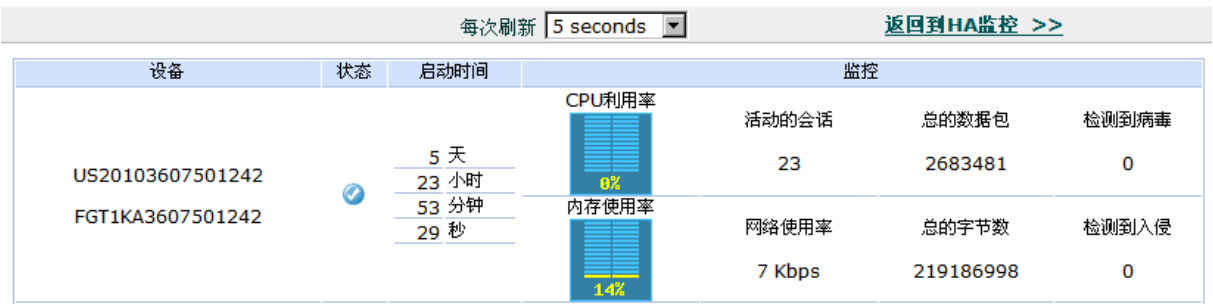 每次刷新 5 seconds 返回到HA监控 >>
设备 状态 启动时间 监控
US20103607501242
FGT1KA3607501242
5 天
23 小时
53 分钟
29 秒
CPU利用率
0%
内存使用率
14%
活动的会话 总的数据包 检测到病毒
23 2683481 0
网络使用率 总的字节数 检测到入侵
7 Kbps 219186998 0